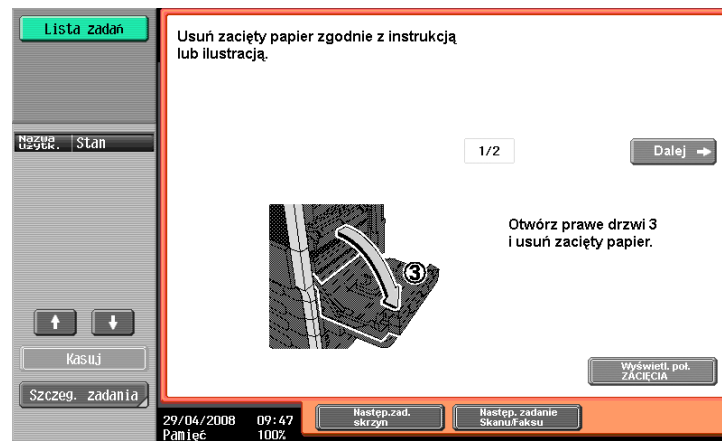 Lista zadań
Usuń zacięty papier zgodnie z instrukcją
lub ilustracją.
Nazwa
użytk.
Stan
1/2
Dalej
Otwórz prawe drzwi 3
i usuń zacięty papier.
3
Kasuj
Wyświetl. poł.
ZACIĘCIA
Szczeg. zadania
29/04/2008 09:47
Pamięć 100%
Następ.zad.
skrzyn
Następ. zadanie
Skanu/Faksu